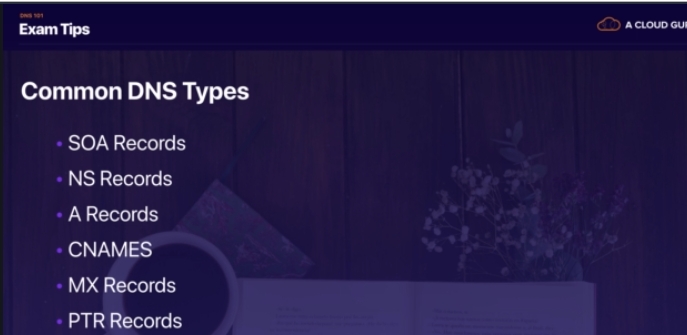 DNS 101
Exam Tips
A CLOUD GU
Common DNS Types
• SOA Records
• NS Records
• A Records
• CNAMES
• MX Records
• PTR Records